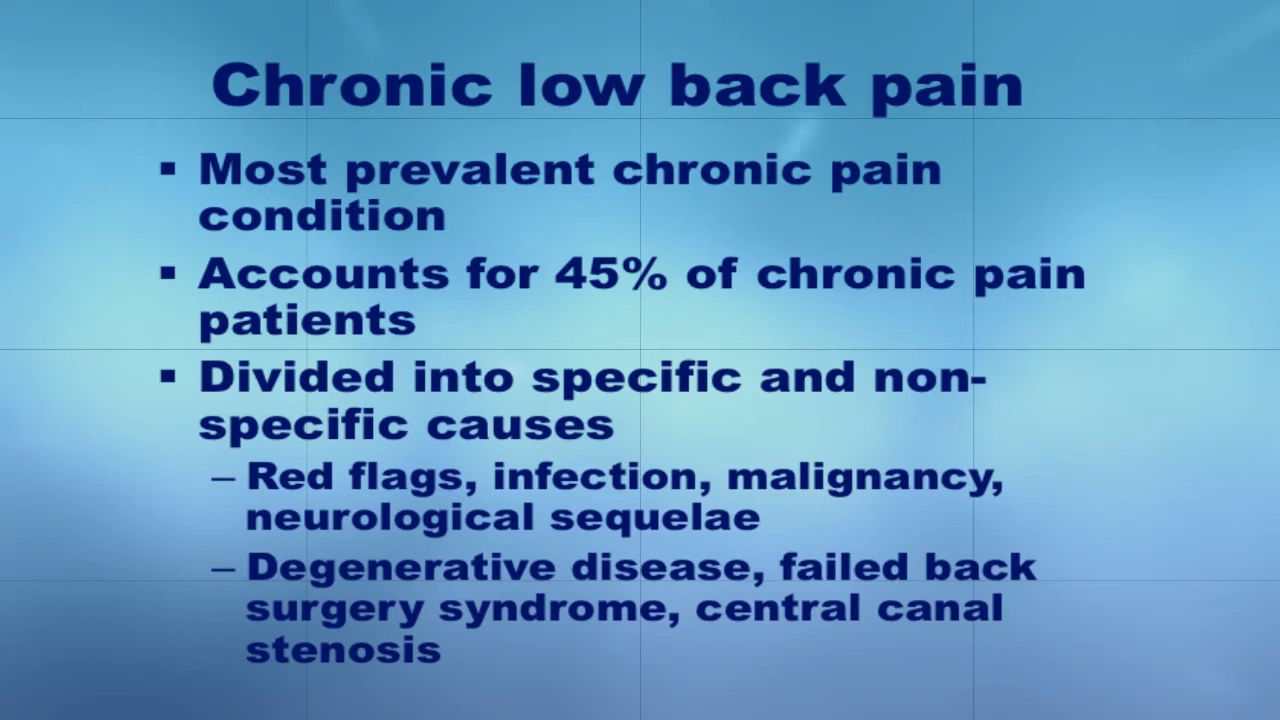 Chronic low back pain
▪ Most prevalent chronic pain
condition
▪ Accounts for 45% of chronic pain
patients
▪ Divided into specific and non-
specific causes
– Red flags, infection, malignancy,
neurological sequelae
– Degenerative disease, failed back
surgery syndrome, central canal
stenosis